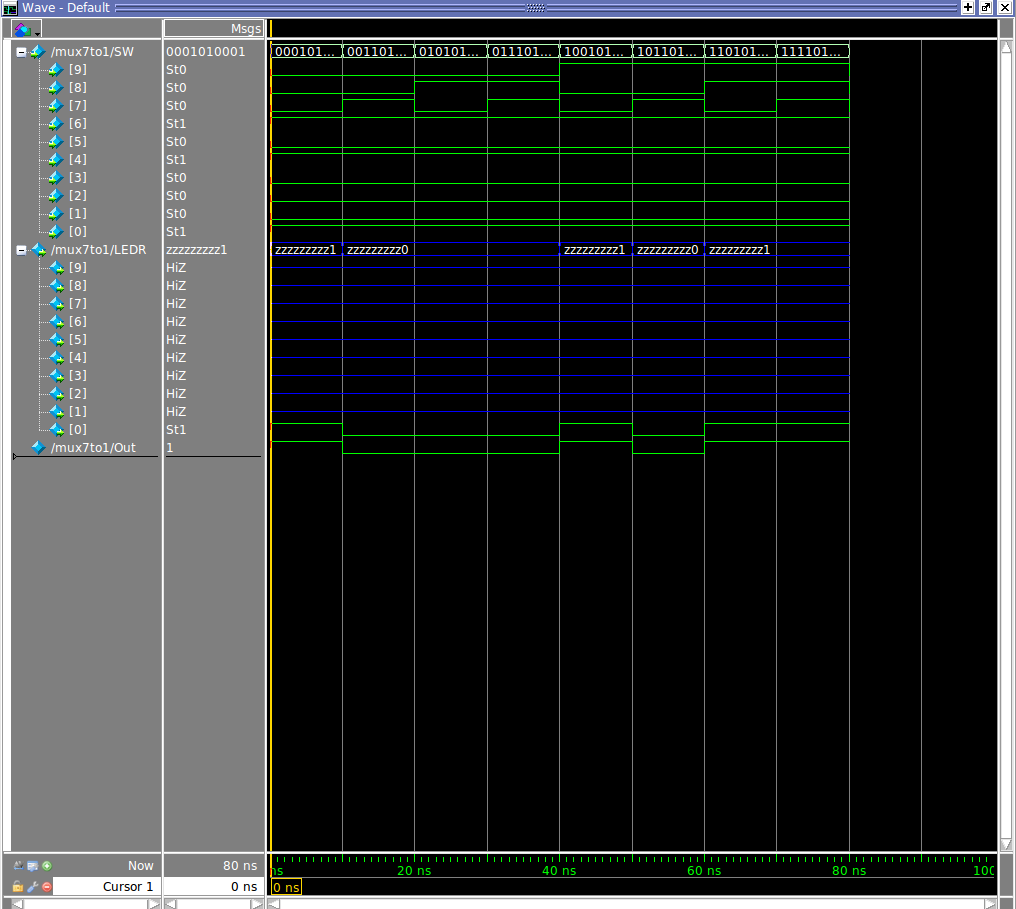 Wave - Default
Msgs
/mux7to1/SW 0001010001 000101... 001101... 010101... 011101... 100101... 101101... 110101... 111101...
[9] St0
[8] St0
[7] St0
[6] St1
[5] St0
[4] St1
[3] St0
[2] St0
[1] St0
[0] St1
/mux7to1/LEDR zzzzzzzzz1 zzzzzzzzz1 zzzzzzzzz0 zzzzzzzzz1 zzzzzzzzz0 zzzzzzzzz1
[9] HiZ
[8] HiZ
[7] HiZ
[6] HiZ
[5] HiZ
[4] HiZ
[3] HiZ
[2] HiZ
[1] HiZ
[0] St1
/mux7to1/Out 1
Now 80 ns ns 20 ns 40 ns 60 ns 80 ns 100
Cursor 1 0 ns 0 ns